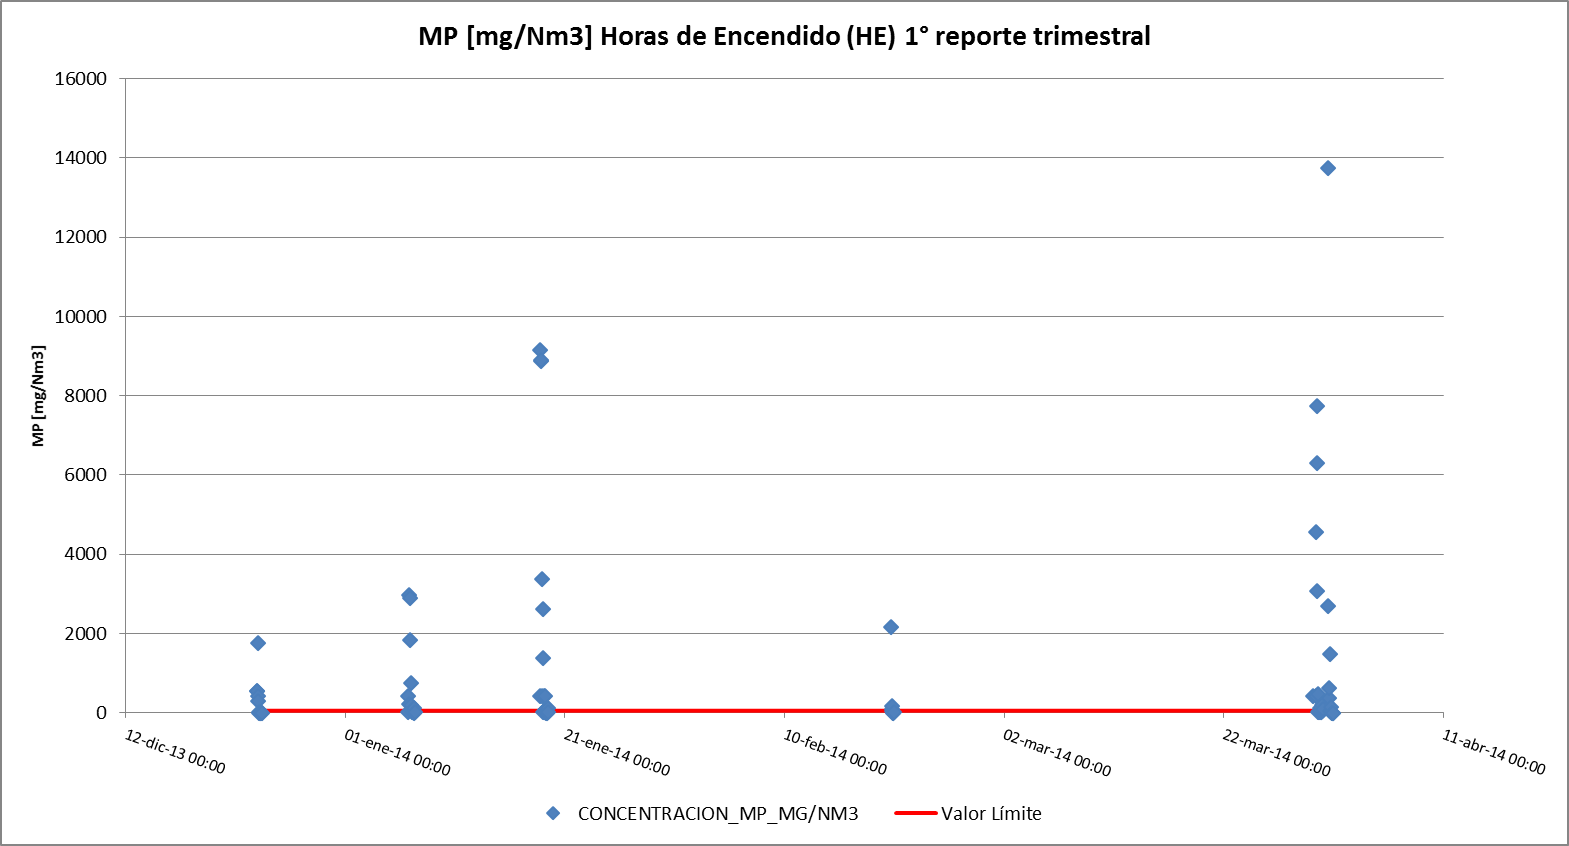 MP [mg/Nm3] Horas de Encendido (HE) 1° reporte trimestral
MP [mg/Nm3]
16000
14000
12000
10000
8000
6000
4000
2000
0
12-dic-13 00:00
01-ene-14 00:00
21-ene-14 00:00
10-feb-14 00:00
02-mar-14 00:00
22-mar-14 00:00
11-abr-14 00:00
CONCENTRACION_MP_MG/NM3
Valor Límite